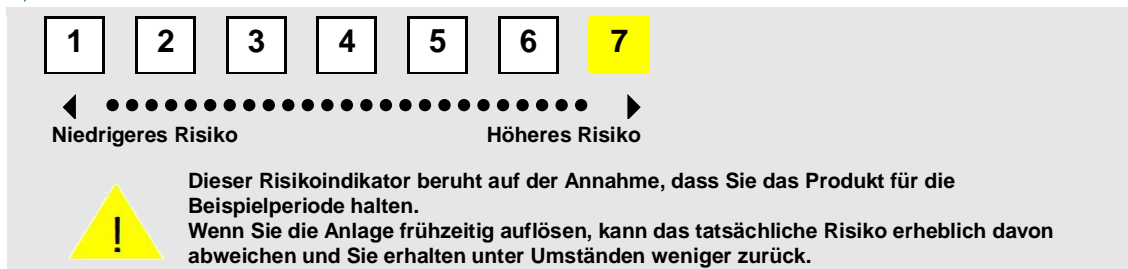 1 2 3 4 5 6 7
Niedrigeres Risiko Höheres Risiko
Dieser Risikoindikator beruht auf der Annahme, dass Sie das Produkt für die
Beispielperiode halten.
!
Wenn Sie die Anlage frühzeitig auflösen, kann das tatsächliche Risiko erheblich davon
abweichen und Sie erhalten unter Umständen weniger zurück.